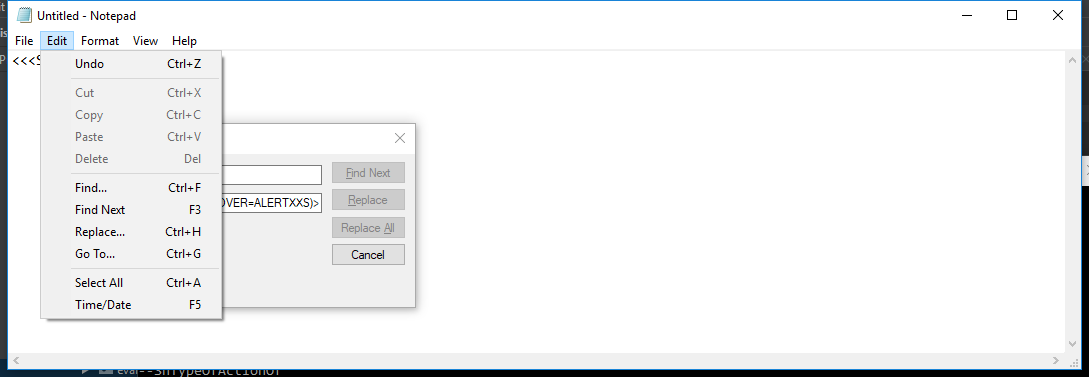 Untitled - Notepad
File Edit Format View Help
<<<S
Undo Ctrl+Z
Cut Ctrl+X
Copy Ctrl+C
Paste Ctrl+V
Delete Del
Find... Ctrl+F
Find Next F3
Replace... Ctrl+H
Go To... Ctrl+G
Select All Ctrl+A
Time/Date F5
Find Next
OVER=ALERTXXS)>
Replace
Replace All
Cancel